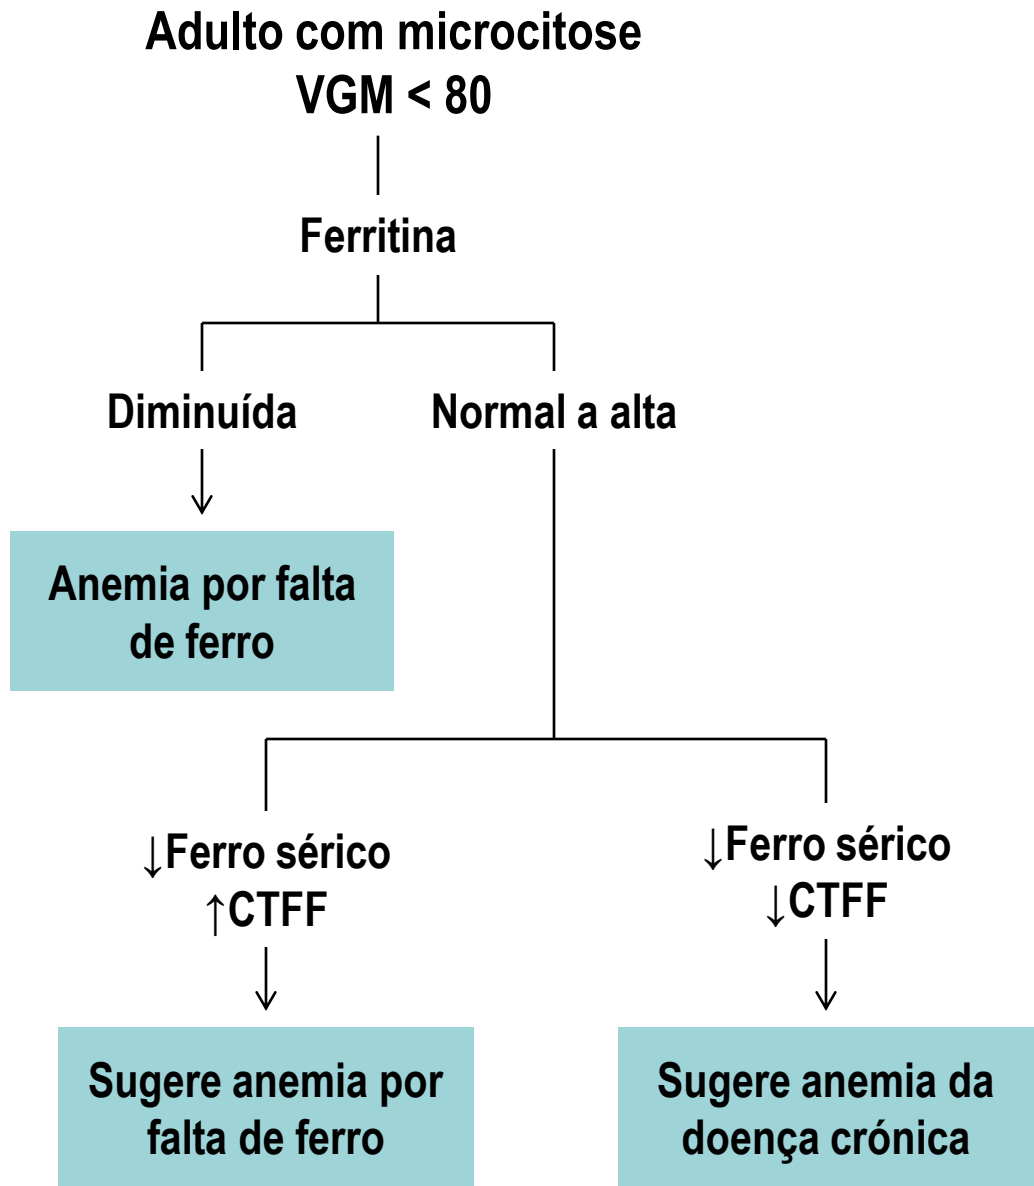 Adulto com microcitose
VGM < 80
Ferritina
Diminuída
Normal a alta
Anemia por falta
de ferro
↓Ferro sérico
↑CTFF
↓Ferro sérico
↓CTFF
Sugere anemia por
falta de ferro
Sugere anemia da
doença crónica